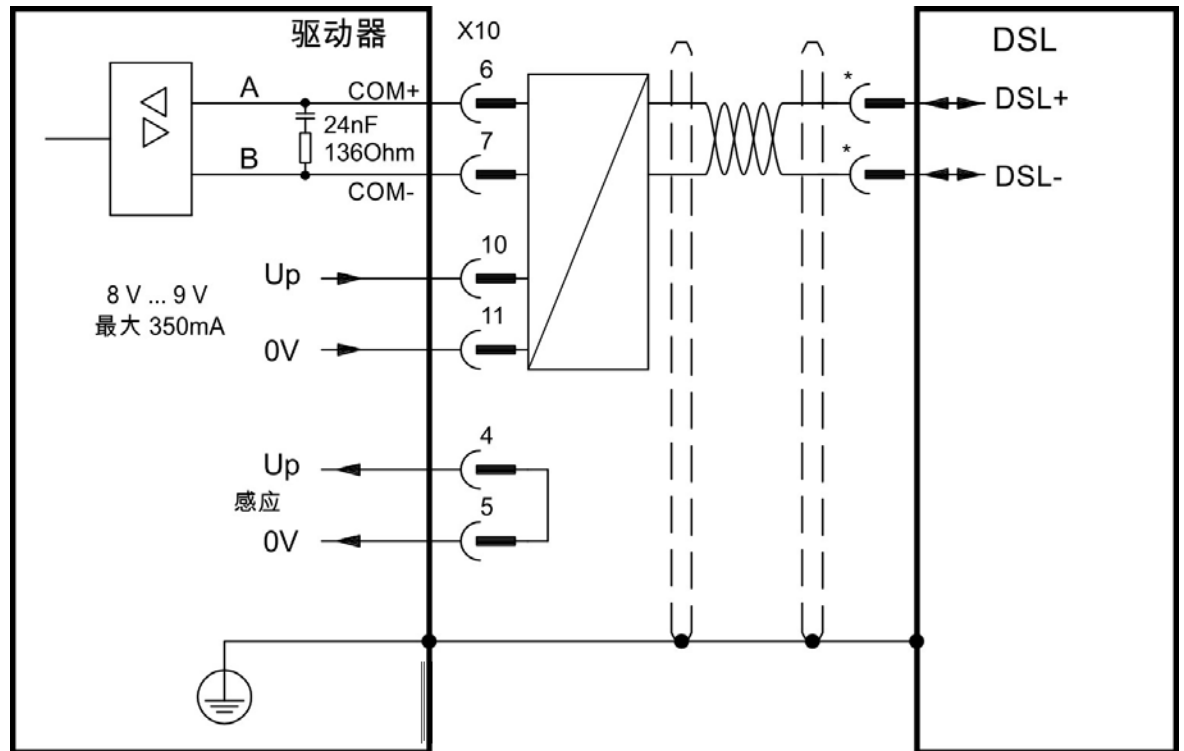 驱动器
X10
DSL
6
A
COM+
*
DSL+
24nF
136Ohm
7
B
COM-
*
DSL-
10
Up
8 V ... 9 V
最大 350mA
11
0V
4
Up
感应
5
0V